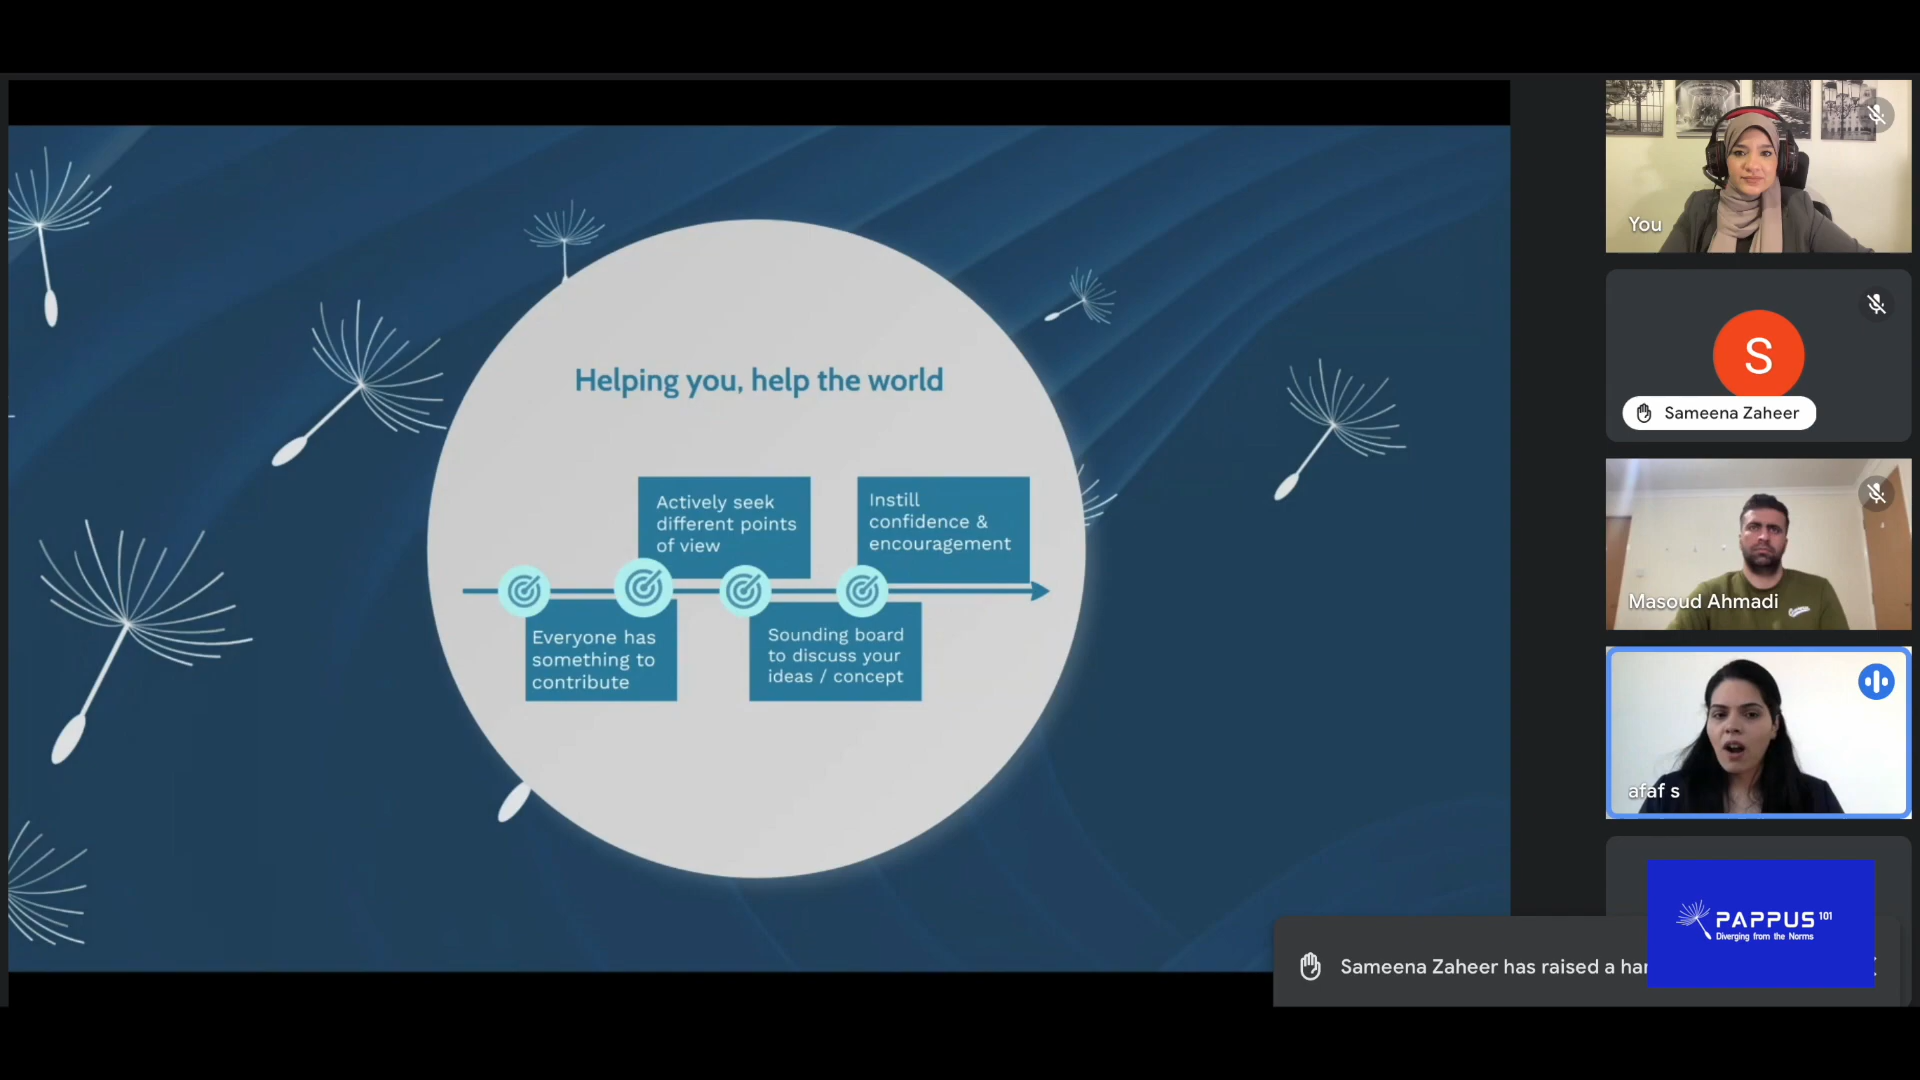 Helping you, help the world
Actively seek
different points
of view
Instill
confidence &
encouragement
Everyone has
something to
contribute
Sounding board
to discuss your
ideas / concept
You
S
Sameena Zaheer
Masoud Ahmadi
afaf s
PAPPUS 101
Diverging from the Norms
Sameena Zaheer has raised a